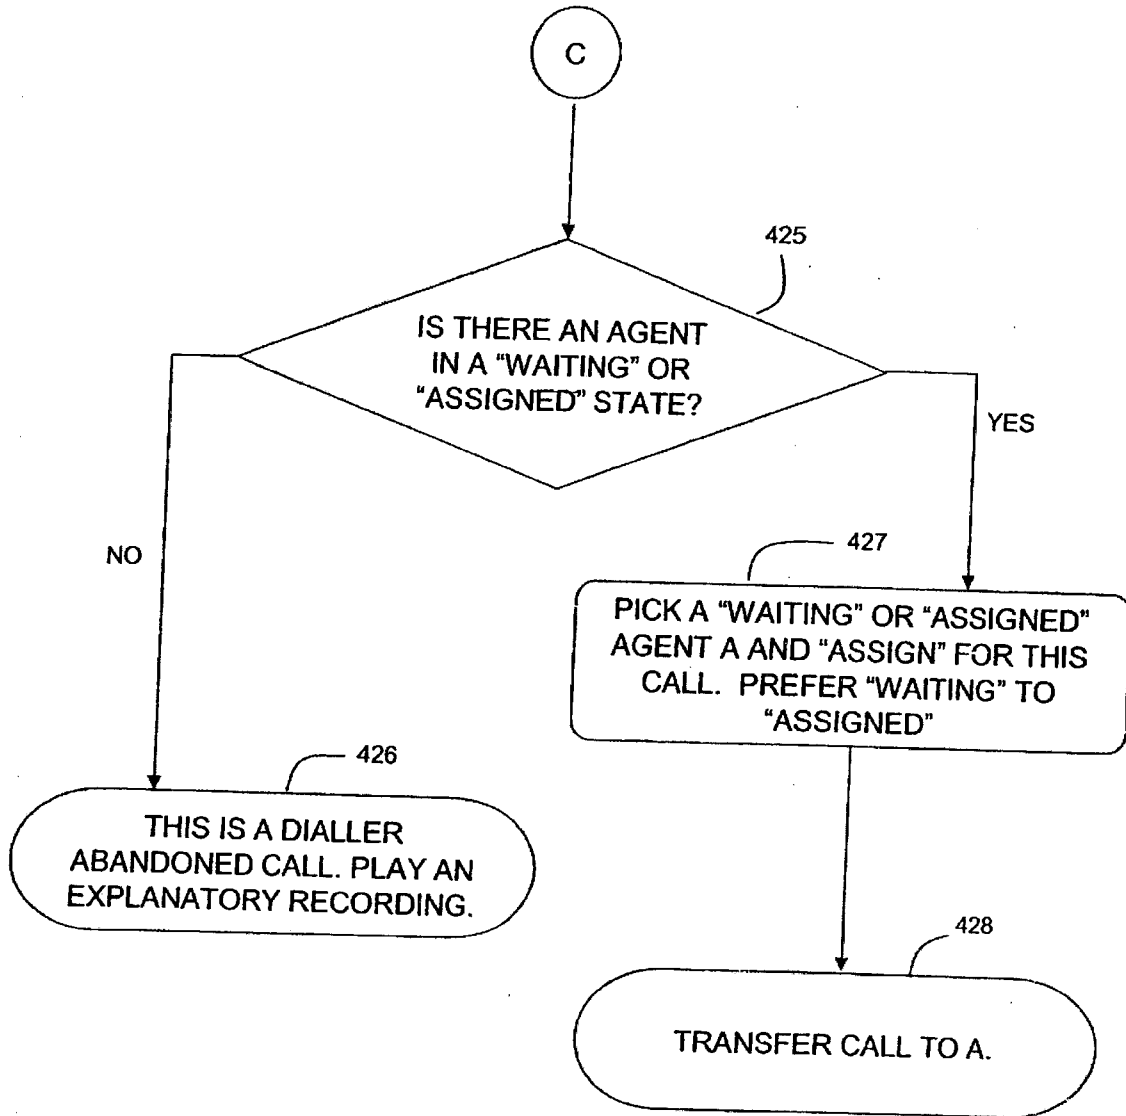 C
425
IS THERE AN AGENT
IN A “WAITING” OR
“ASSIGNED” STATE?
YES
NO
427
PICK A “WAITING” OR “ASSIGNED”
AGENT A AND “ASSIGN” FOR THIS
CALL. PREFER “WAITING” TO
“ASSIGNED”
426
THIS IS A DIALLER
ABANDONED CALL. PLAY AN
EXPLANATORY RECORDING.
428
TRANSFER CALL TO A.